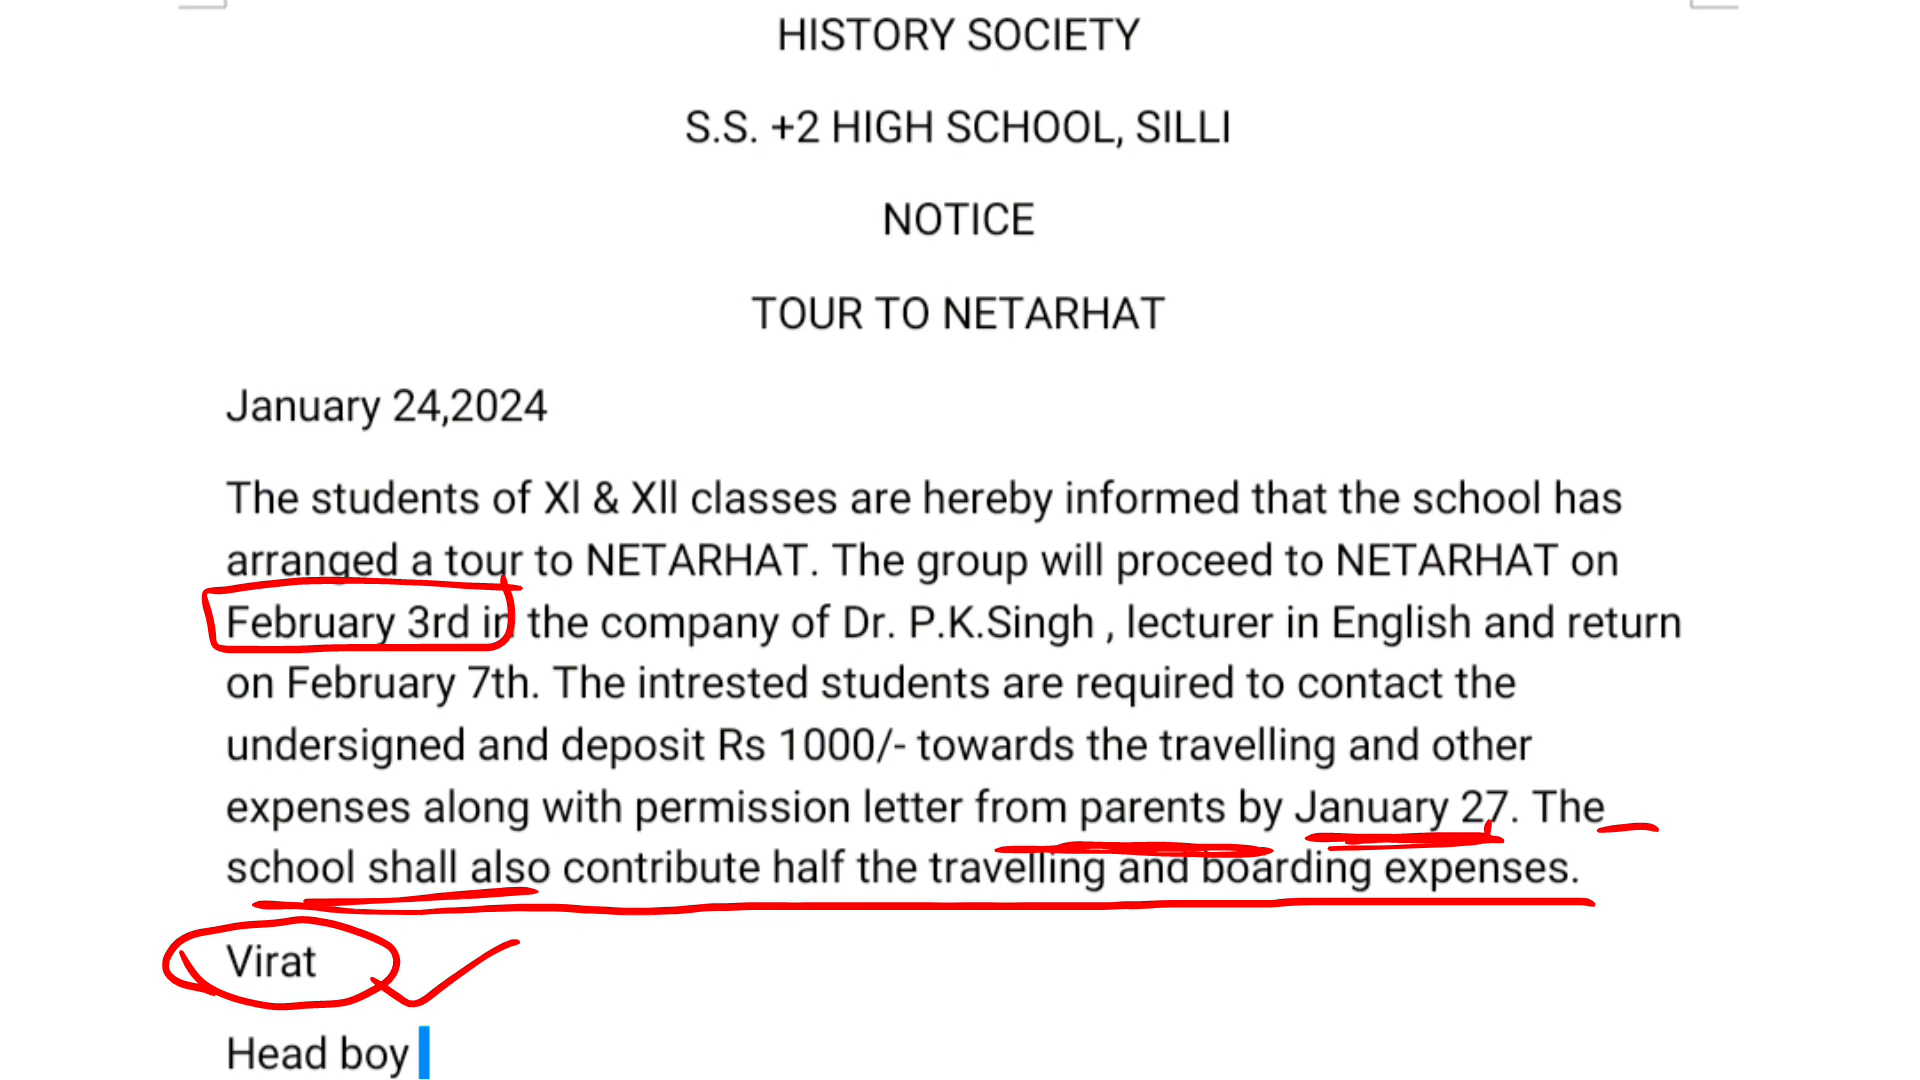 HISTORY SOCIETY
S.S. +2 HIGH SCHOOL, SILLI
NOTICE
TOUR TO NETARHAT
January 24,2024
The students of Xl & Xll classes are hereby informed that the school has
arranged a tour to NETARHAT. The group will proceed to NETARHAT on
February 3rd in the company of Dr. P.K.Singh , lecturer in English and return
on February 7th. The intrested students are required to contact the
undersigned and deposit Rs 1000/- towards the travelling and other
expenses along with permission letter from parents by January 27. The
school shall also contribute half the travelling and boarding expenses.
Virat
Head boy